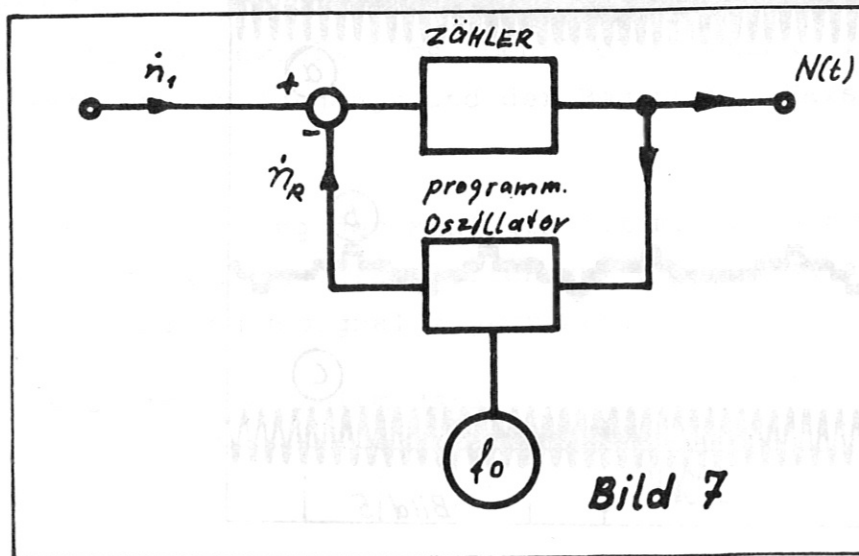 ZÄHLER
ṅ₁
N(t)
+
-
ṅR
programm.
Oszillator
f0
Bild 7